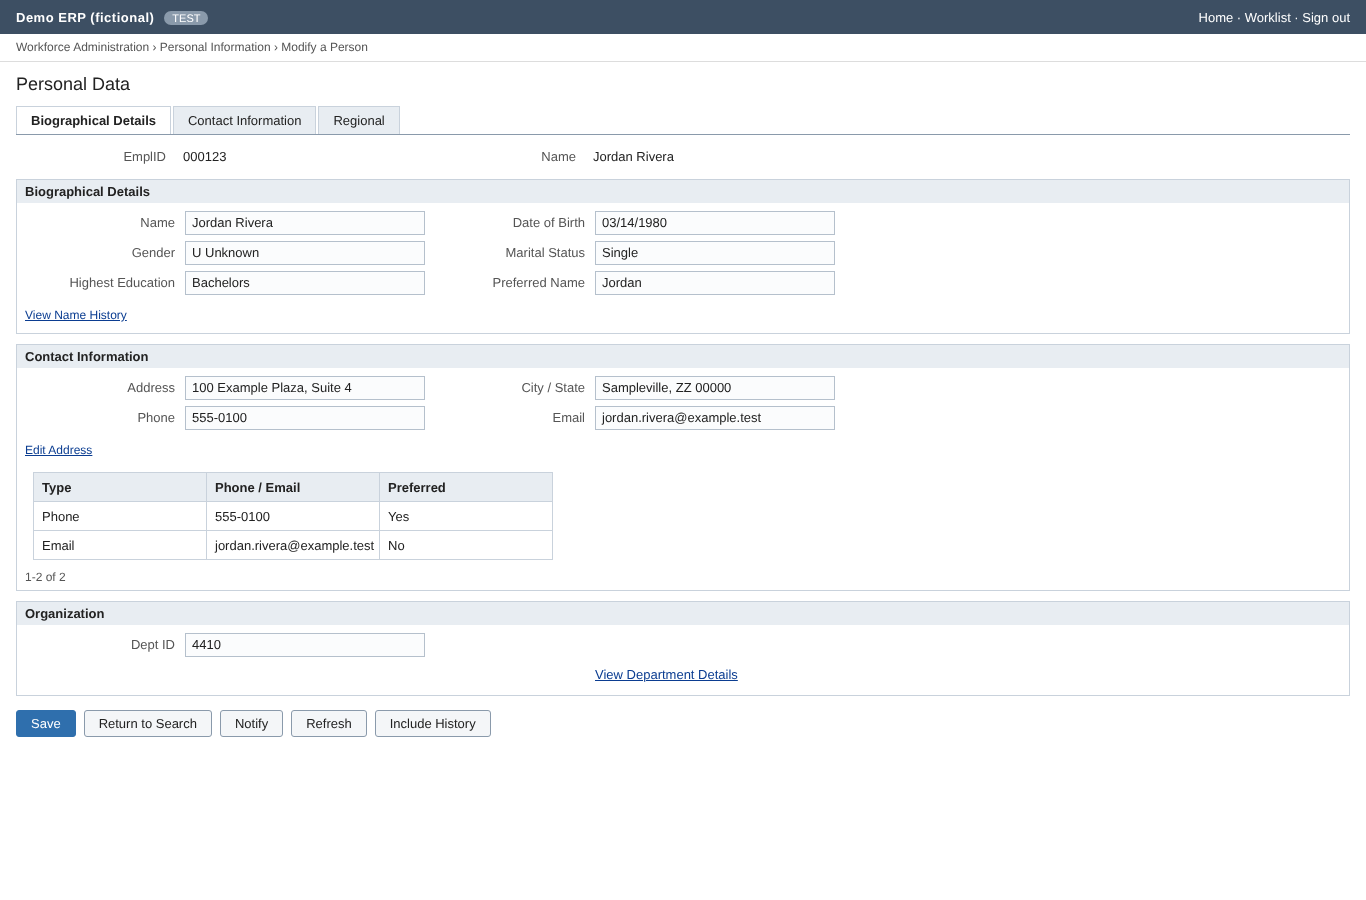 Demo ERP (fictional) TEST Home · Worklist · Sign out
Workforce Administration › Personal Information › Modify a Person
Personal Data
Biographical Details Contact Information Regional
EmplID 000123 Name Jordan Rivera
Biographical Details
Name Jordan Rivera Date of Birth 03/14/1980
Gender U Unknown Marital Status Single
Highest Education Bachelors Preferred Name Jordan
View Name History
Contact Information
Address 100 Example Plaza, Suite 4 City / State Sampleville, ZZ 00000
Phone 555-0100 Email jordan.rivera@example.test
Edit Address
Type Phone / Email Preferred
Phone 555-0100 Yes
Email jordan.rivera@example.test No
1-2 of 2
Organization
Dept ID 4410
View Department Details
Save Return to Search Notify Refresh Include History